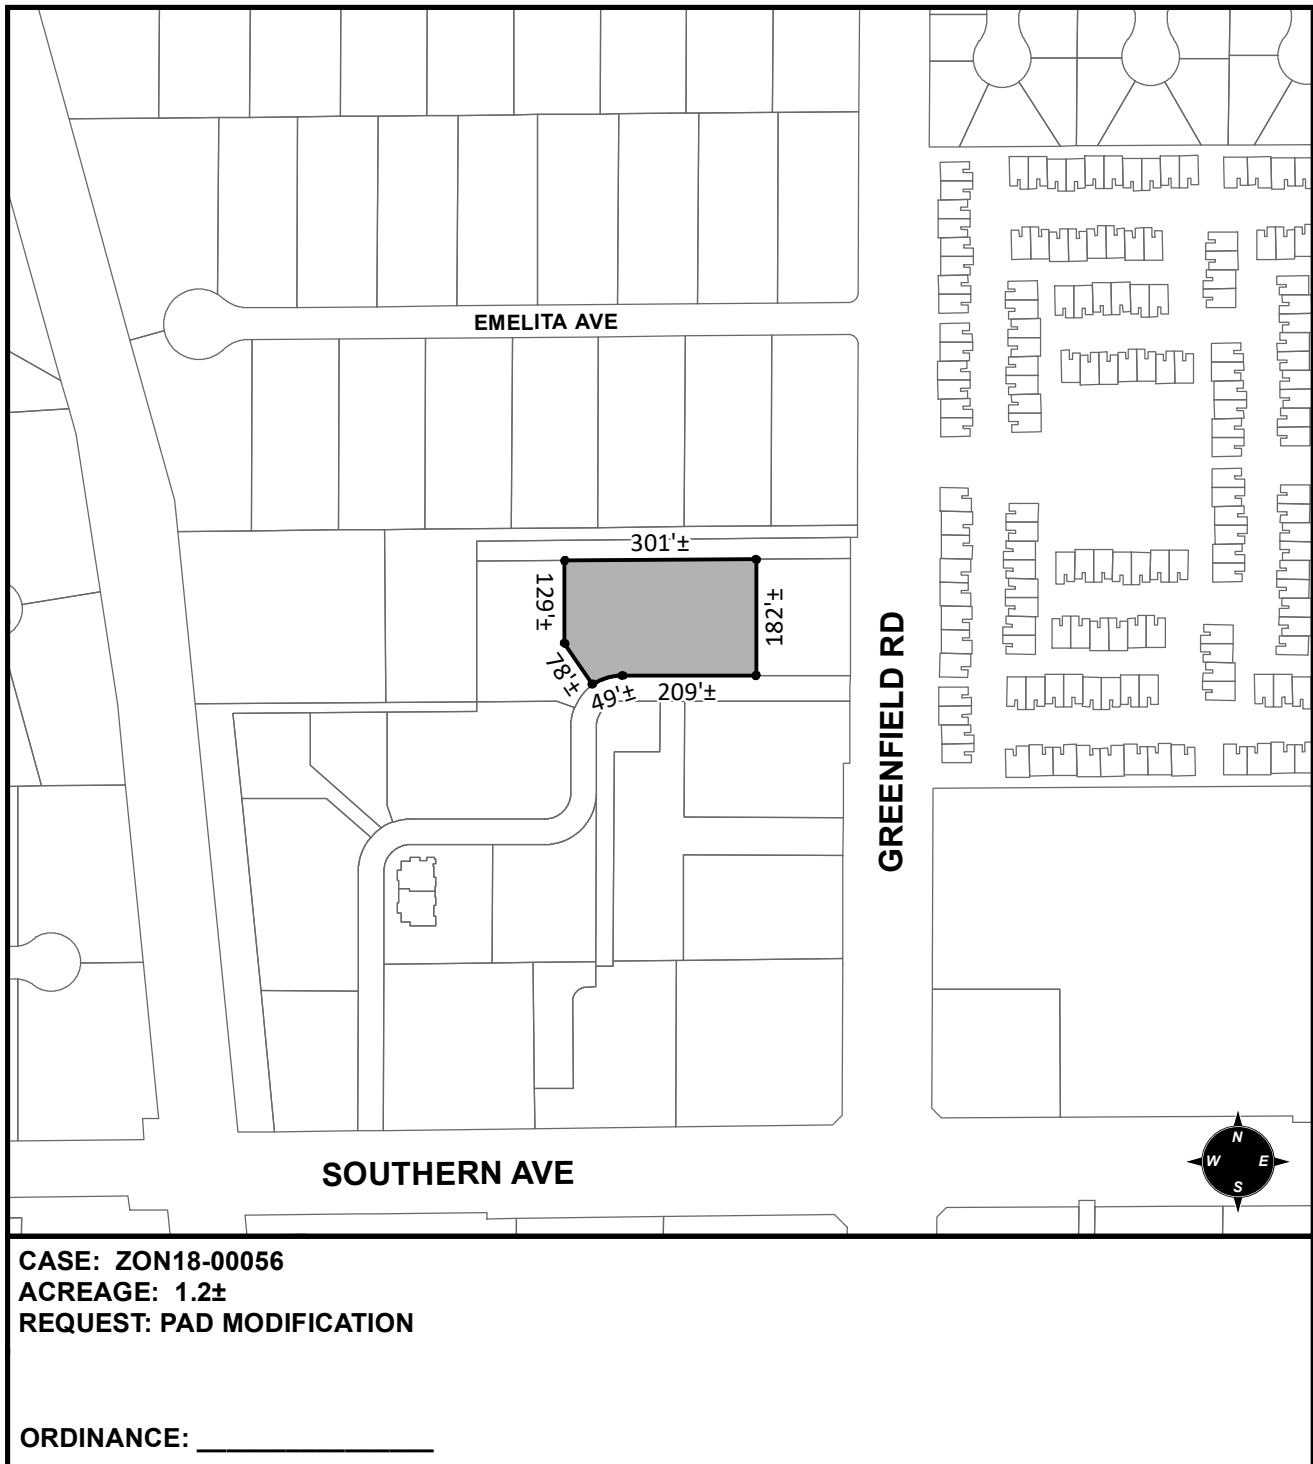 EMELITA AVE
301'±
129'±
182'±
78'±
49'±
209'±
GREENFIELD RD
SOUTHERN AVE
N
W E
S
CASE: ZON18-00056
ACREAGE: 1.2±
REQUEST: PAD MODIFICATION
ORDINANCE: ________________